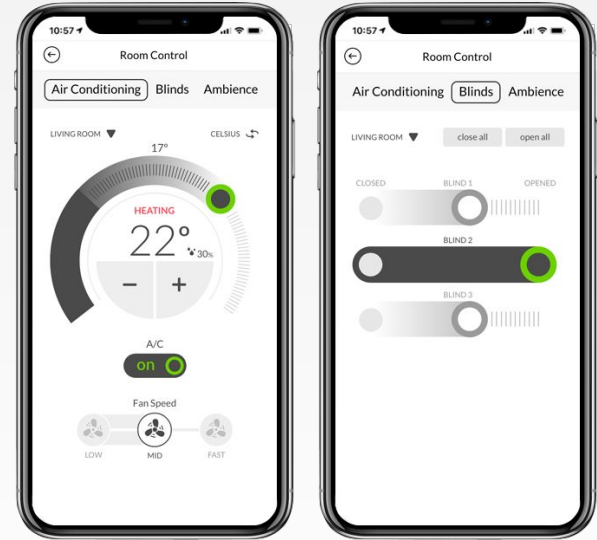 10:57
Room Control
Air Conditioning Blinds Ambience
LIVING ROOM CELSIUS
17°
HEATING
22°
30%
− +
A/C
on
Fan Speed
LOW MID FAST
10:57
Room Control
Air Conditioning Blinds Ambience
LIVING ROOM close all open all
CLOSED BLIND 1 OPENED
BLIND 2
BLIND 3